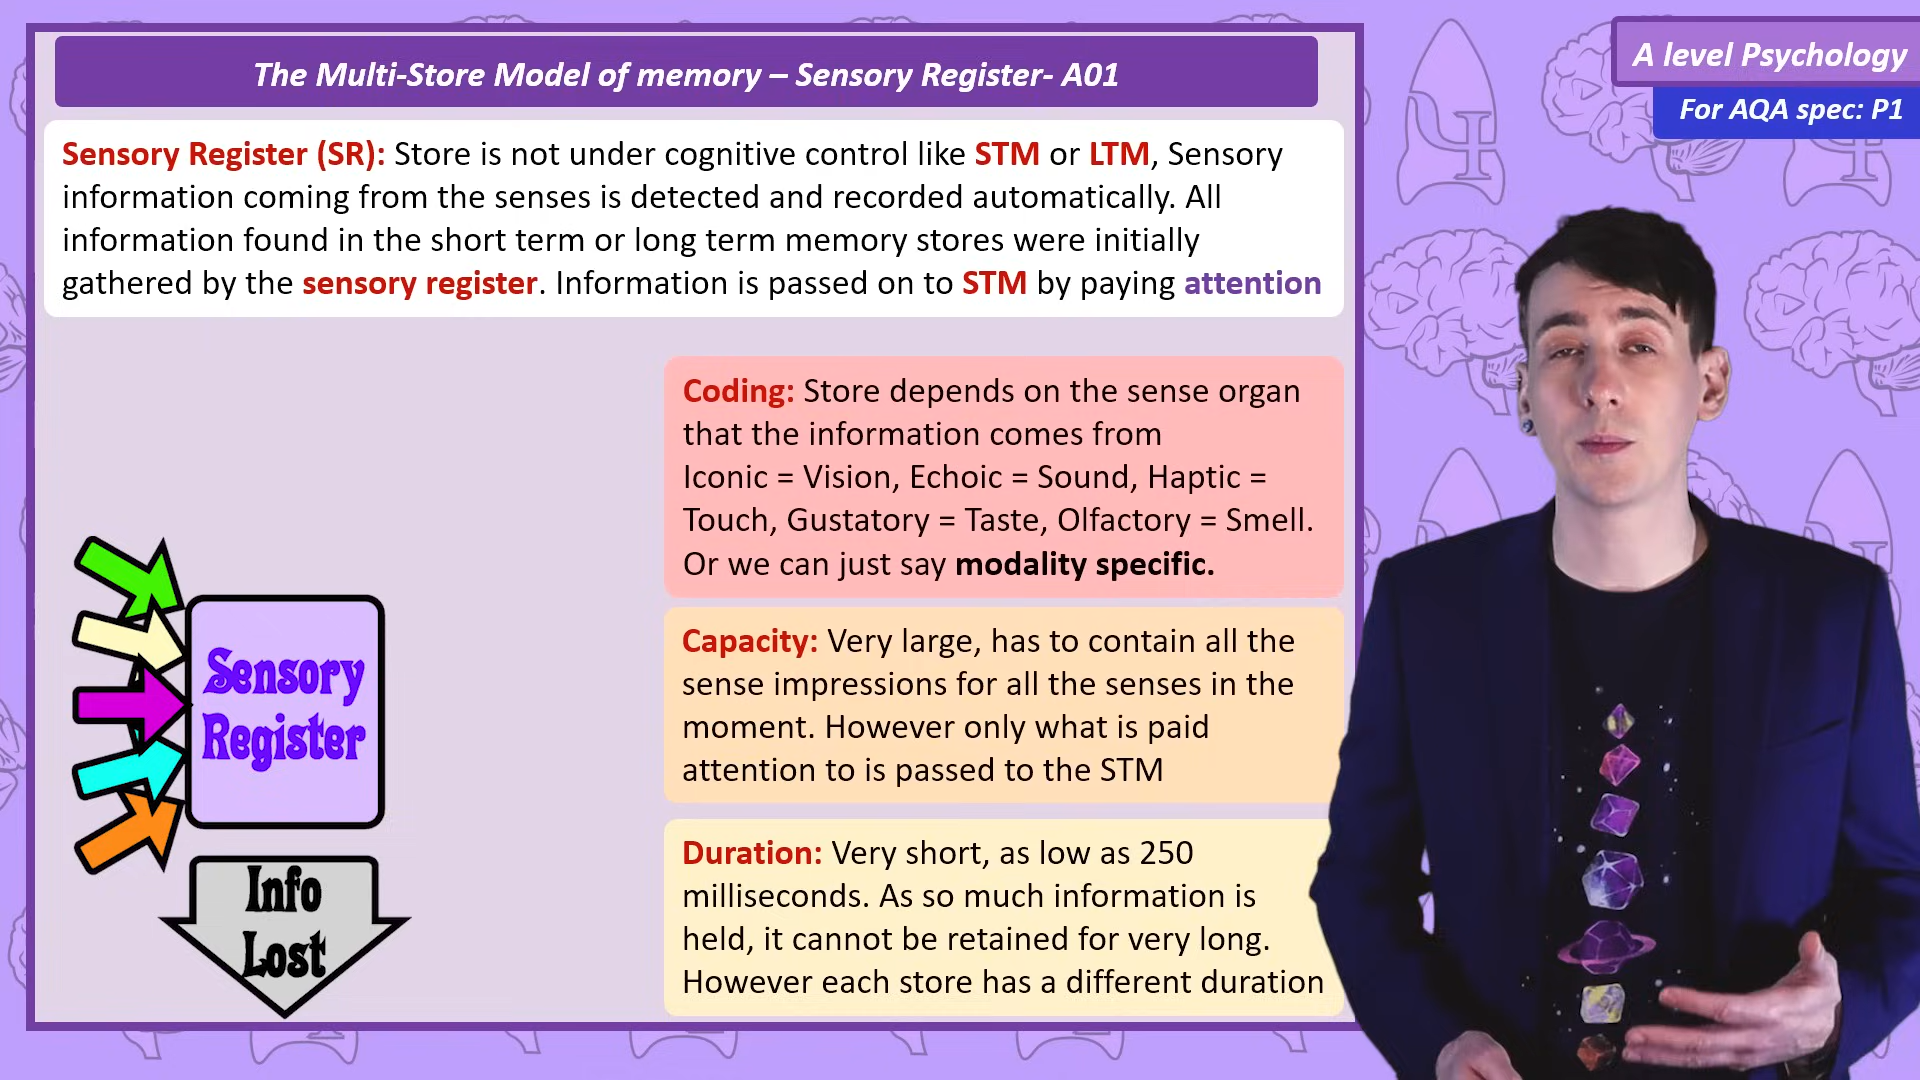 The Multi-Store Model of memory – Sensory Register- A01
A level Psychology
For AQA spec: P1
Sensory Register (SR): Store is not under cognitive control like STM or LTM, Sensory
information coming from the senses is detected and recorded automatically. All
information found in the short term or long term memory stores were initially
gathered by the sensory register. Information is passed on to STM by paying attention
Coding: Store depends on the sense organ
that the information comes from
Iconic = Vision, Echoic = Sound, Haptic =
Touch, Gustatory = Taste, Olfactory = Smell.
Or we can just say modality specific.
Capacity: Very large, has to contain all the
sense impressions for all the senses in the
moment. However only what is paid
attention to is passed to the STM
Duration: Very short, as low as 250
milliseconds. As so much information is
held, it cannot be retained for very long.
However each store has a different duration
Sensory
Register
Info
Lost